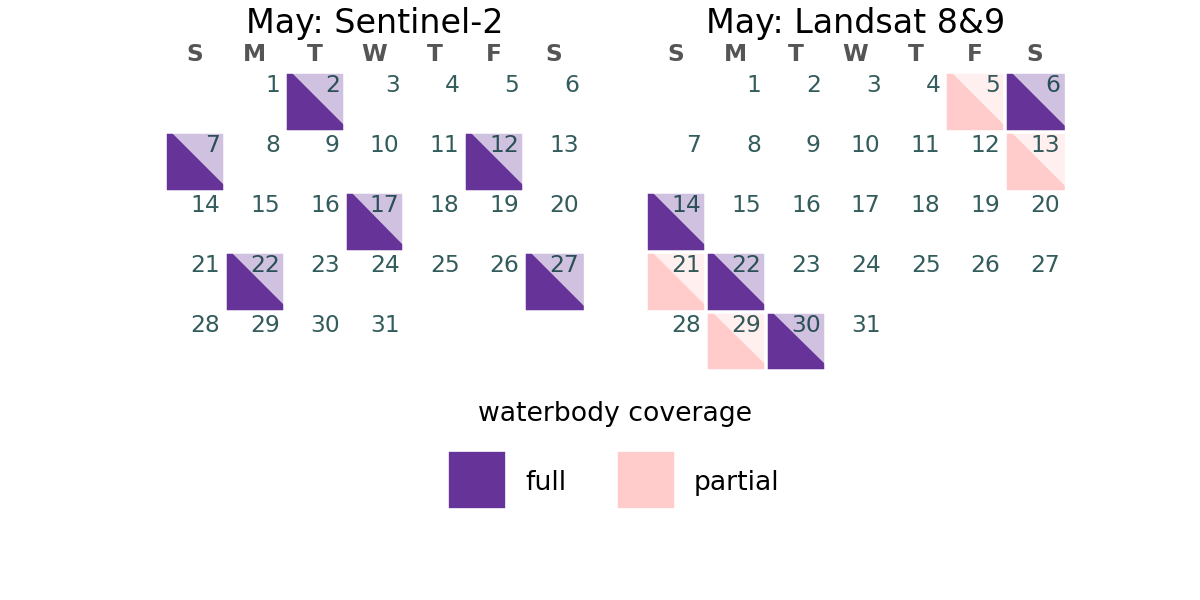 May: Sentinel-2
S M T W T F S
1 2 3 4 5 6
7 8 9 10 11 12 13
14 15 16 17 18 19 20
21 22 23 24 25 26 27
28 29 30 31
May: Landsat 8&9
S M T W T F S
1 2 3 4 5 6
7 8 9 10 11 12 13
14 15 16 17 18 19 20
21 22 23 24 25 26 27
28 29 30 31
waterbody coverage
full partial